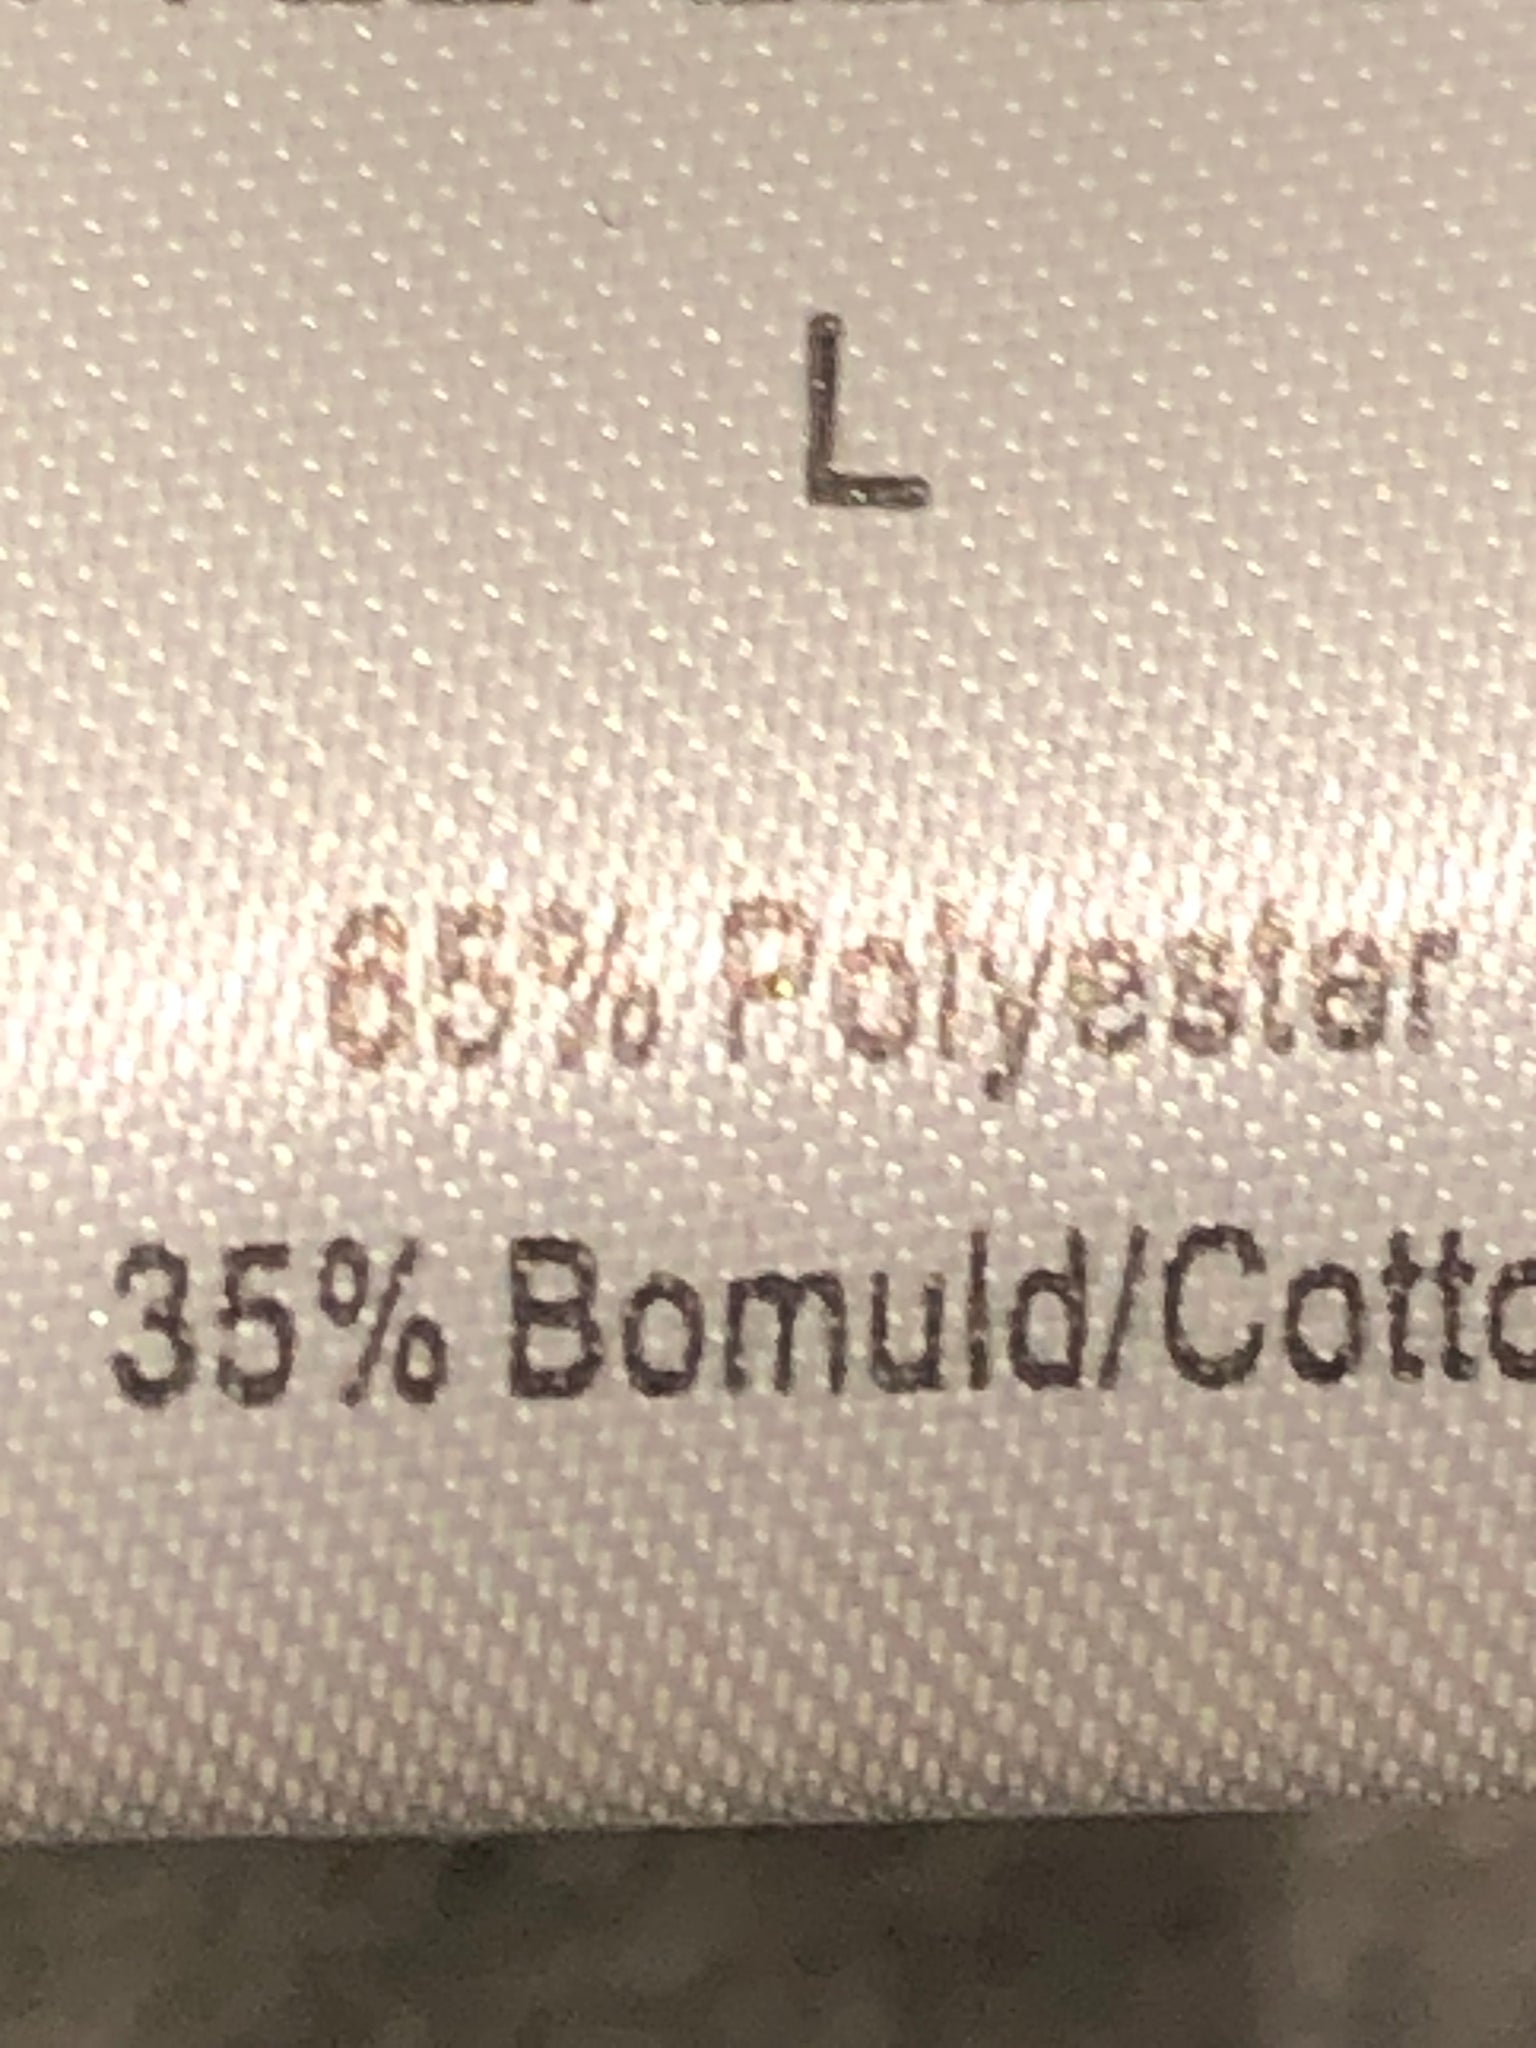 L
65% Polyester
35% Bomuld/Cotto